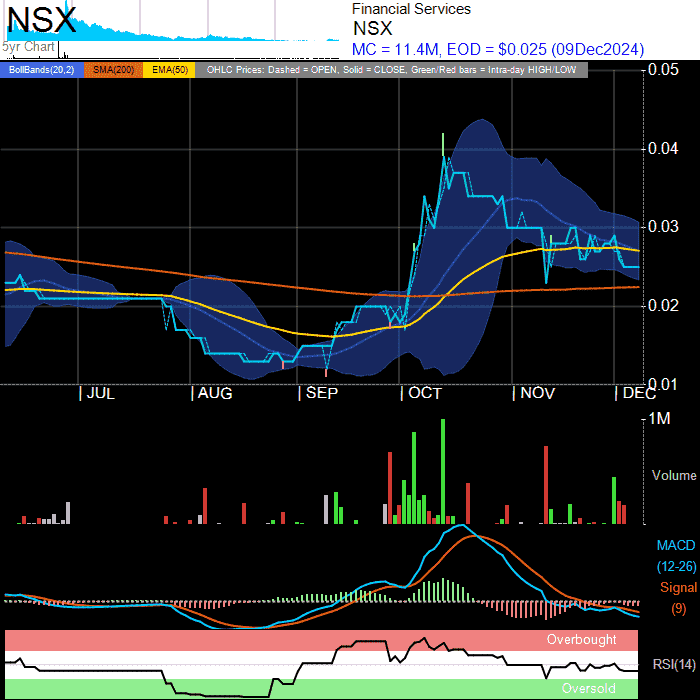 NSX
5yr Chart
Financial Services
NSX
MC = 11.4M, EOD = $0.025 (09Dec2024)
BollBands(20,2) SMA(200) EMA(50) OHLC Prices: Dashed = OPEN, Solid = CLOSE, Green/Red bars = Intra-day HIGH/LOW
0.05
0.04
0.03
0.02
0.01
JUL AUG SEP OCT NOV DEC
1M
Volume
MACD
(12-26)
Signal
(9)
Overbought
RSI(14)
Oversold